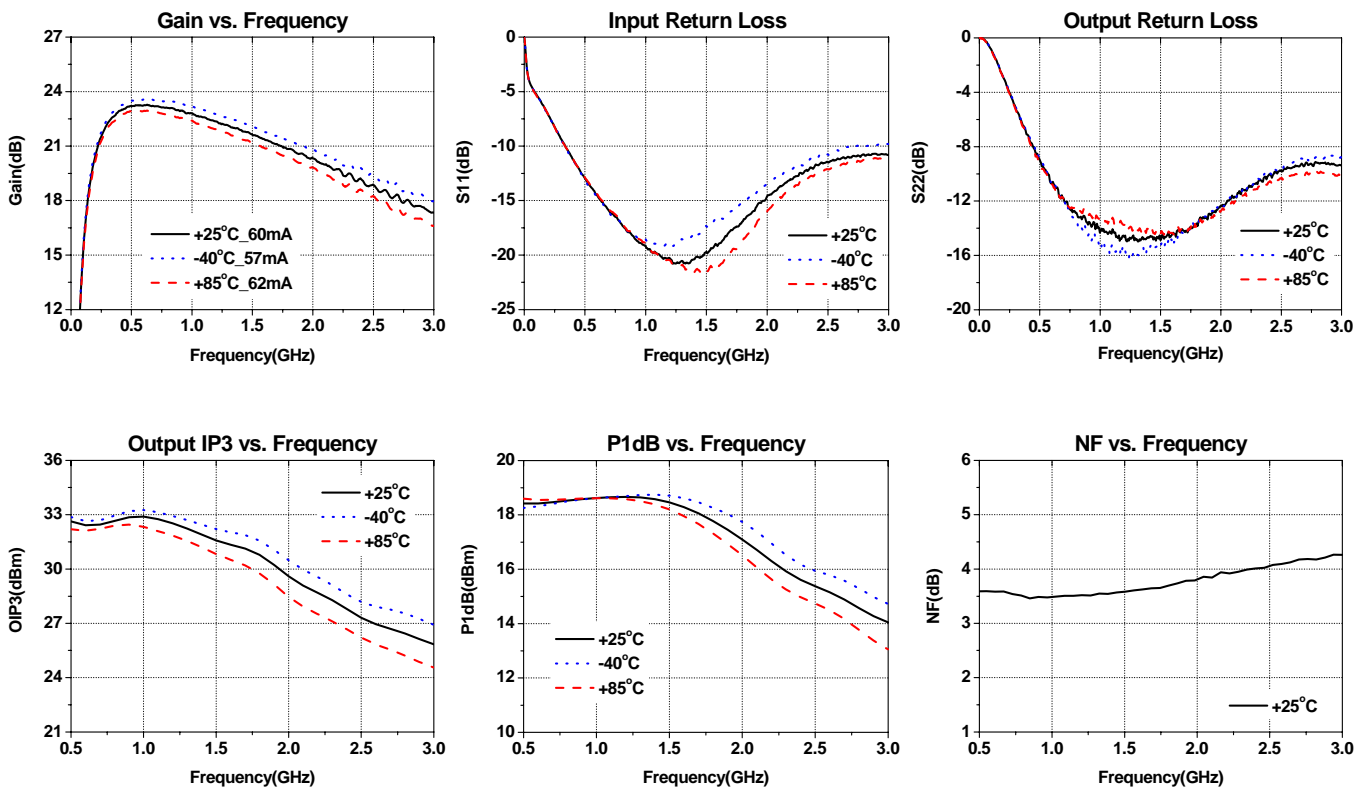 Gain vs. Frequency
27
24
21
18
15
12
Gain(dB)
+25°C_60mA
-40°C_57mA
+85°C_62mA
0.0 0.5 1.0 1.5 2.0 2.5 3.0
Frequency(GHz)
Input Return Loss
0
-5
-10
-15
-20
-25
S11(dB)
+25°C
-40°C
+85°C
0.0 0.5 1.0 1.5 2.0 2.5 3.0
Frequency(GHz)
Output Return Loss
0
-4
-8
-12
-16
-20
S22(dB)
+25°C
-40°C
+85°C
0.0 0.5 1.0 1.5 2.0 2.5 3.0
Frequency(GHz)
Output IP3 vs. Frequency
36
33
30
27
24
21
OIP3(dBm)
+25°C
-40°C
+85°C
0.5 1.0 1.5 2.0 2.5 3.0
Frequency(GHz)
P1dB vs. Frequency
20
18
16
14
12
10
P1dB(dBm)
+25°C
-40°C
+85°C
0.5 1.0 1.5 2.0 2.5 3.0
Frequency(GHz)
NF vs. Frequency
6
5
4
3
2
1
NF(dB)
+25°C
0.5 1.0 1.5 2.0 2.5 3.0
Frequency(GHz)